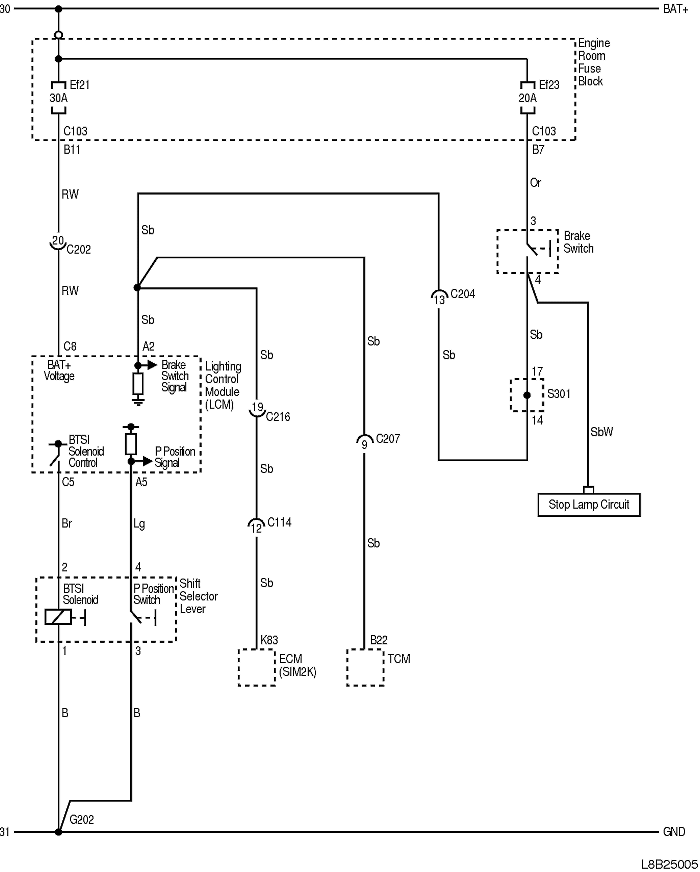 30
BAT+
Engine
Room
Fuse
Block
Ef21
30A
Ef23
20A
C103
C103
B11
B7
RW
Or
3
Sb
Brake
Switch
20
C202
4
RW
13
C204
Sb
Sb
Sb
Sb
Sb
C8
A2
BAT+
Voltage
Brake
Switch
Signal
Lighting
Control
Module
(LCM)
17
S301
14
19
C216
SbW
BTSI
Solenoid
Control
P Position
Signal
9
C207
Sb
C5
A5
Stop Lamp Circuit
Br
Lg
12
C114
Sb
2
4
BTSI
Solenoid
P Position
Switch
Shift
Selector
Lever
Sb
1
3
K83
B22
ECM
(SIM2K)
TCM
B
B
G202
31
GND
L8B25005